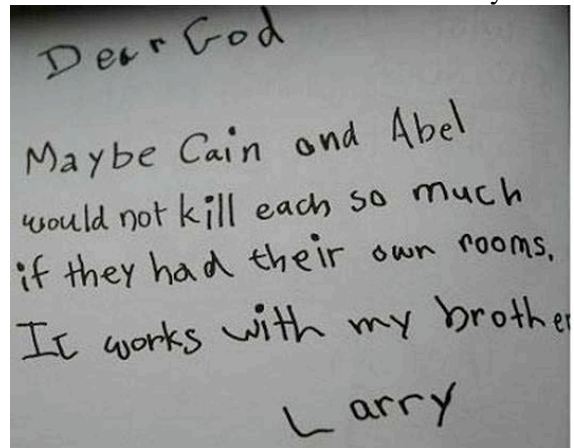 Dear God
Maybe Cain and Abel
would not kill each so much
if they had their own rooms.
It works with my brother
Larry